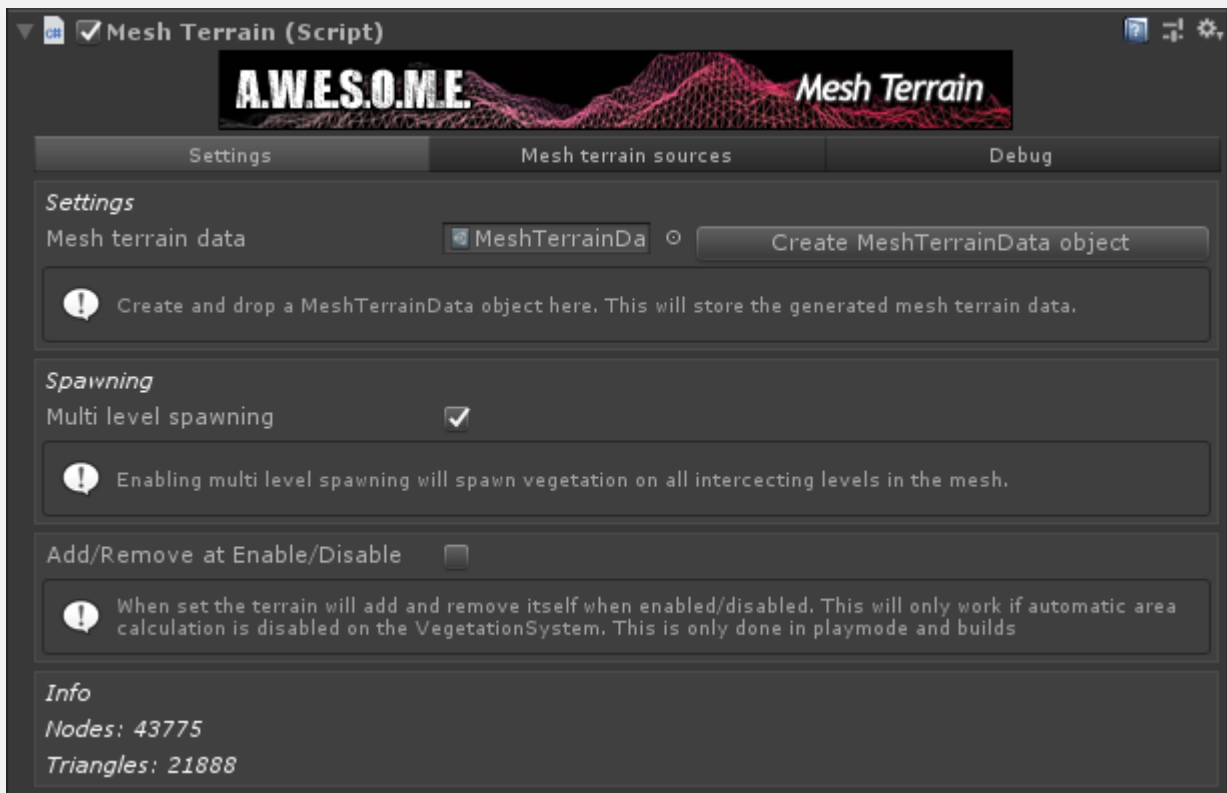 Mesh Terrain (Script)
A.W.E.S.O.M.E. Mesh Terrain
Settings Mesh terrain sources Debug
Settings
Mesh terrain data MeshTerrainDa Create MeshTerrainData object
Create and drop a MeshTerrainData object here. This will store the generated mesh terrain data.
Spawning
Multi level spawning
Enabling multi level spawning will spawn vegetation on all intercecting levels in the mesh.
Add/Remove at Enable/Disable
When set the terrain will add and remove itself when enabled/disabled. This will only work if automatic area
calculation is disabled on the VegetationSystem. This is only done in playmode and builds
Info
Nodes: 43775
Triangles: 21888